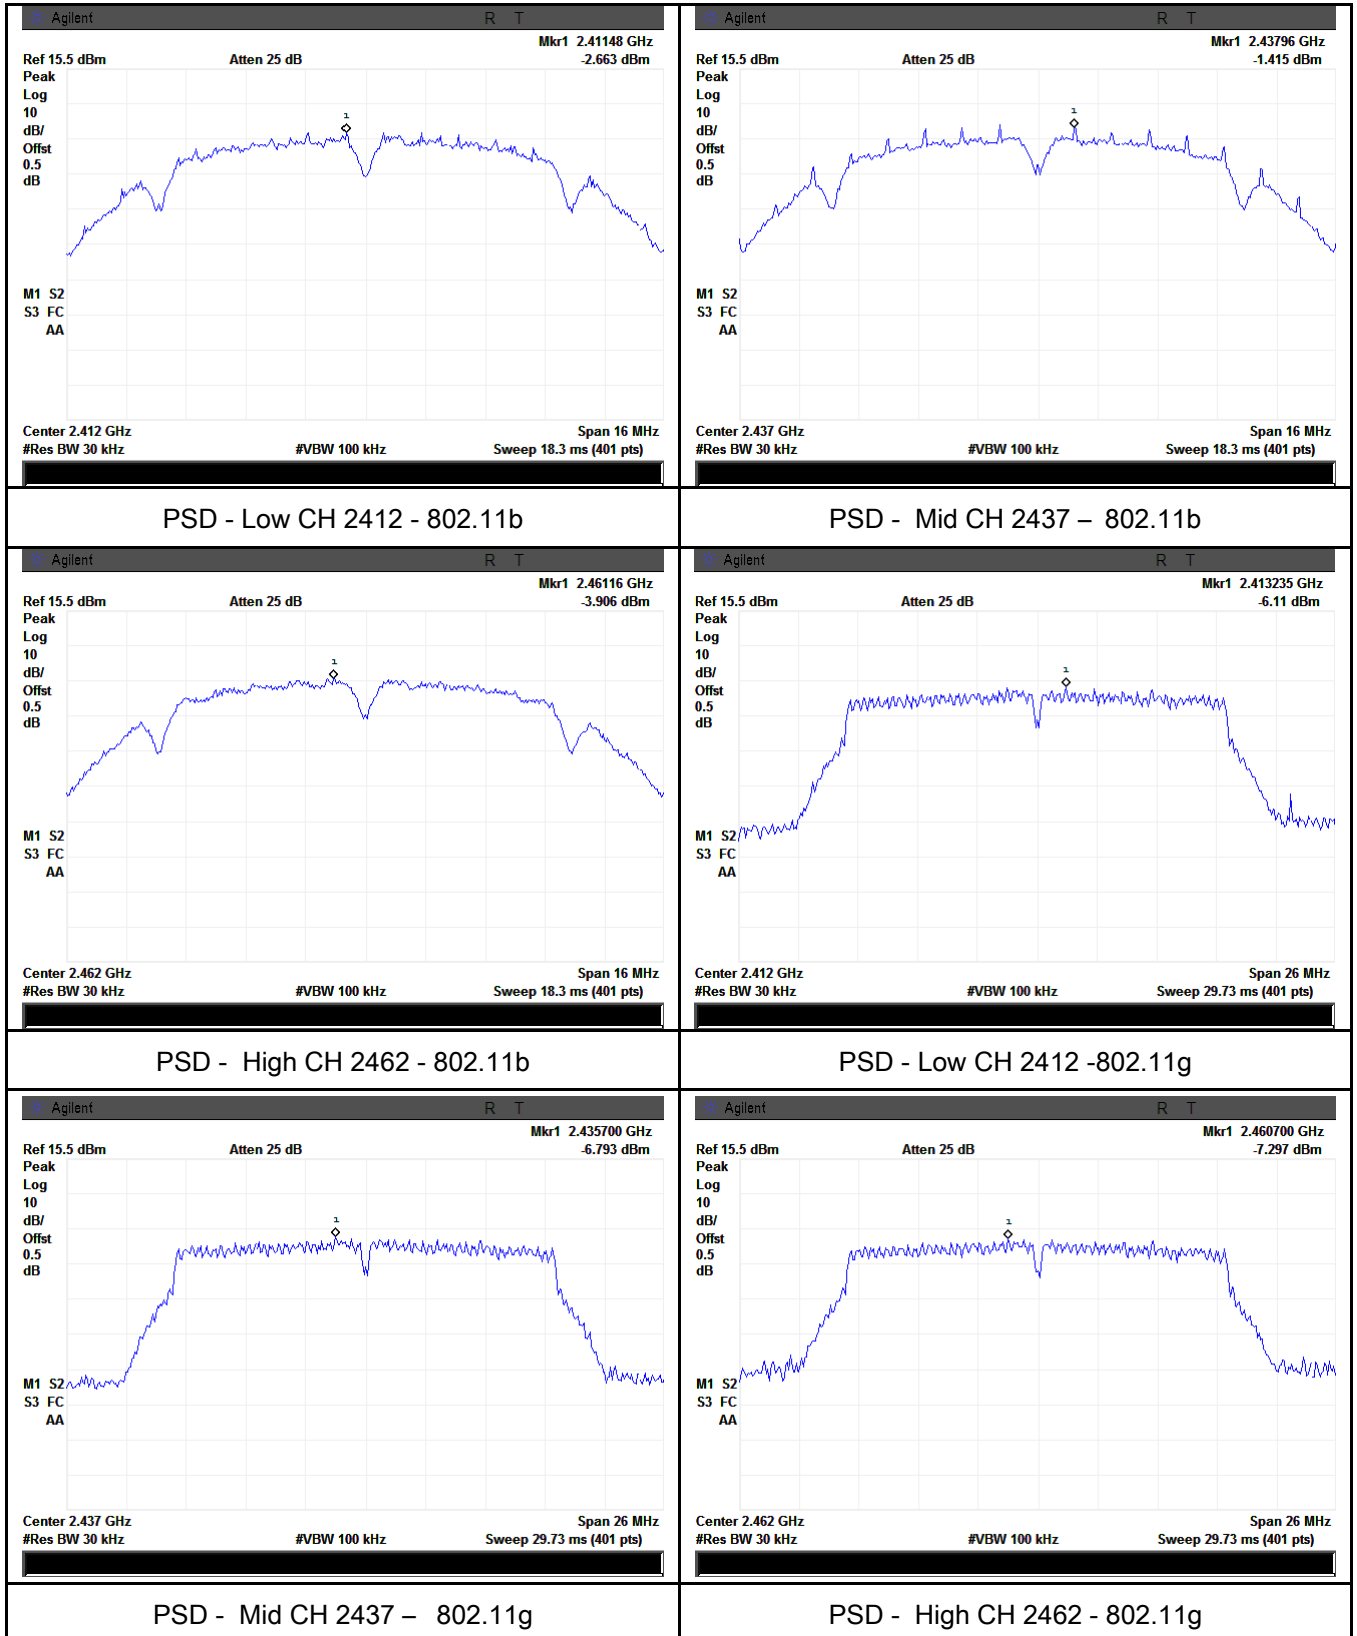 Agilent R T
Mkr1 2.41148 GHz
Ref 15.5 dBm Atten 25 dB -2.663 dBm
Peak
Log
10
dB/
Offst
0.5
dB
1
M1 S2
S3 FC
AA
Center 2.412 GHz Span 16 MHz
#Res BW 30 kHz #VBW 100 kHz Sweep 18.3 ms (401 pts)
PSD - Low CH 2412 - 802.11b
Agilent R T
Mkr1 2.43796 GHz
Ref 15.5 dBm Atten 25 dB -1.415 dBm
Peak
Log
10
dB/
Offst
0.5
dB
1
M1 S2
S3 FC
AA
Center 2.437 GHz Span 16 MHz
#Res BW 30 kHz #VBW 100 kHz Sweep 18.3 ms (401 pts)
PSD - Mid CH 2437 – 802.11b
Agilent R T
Mkr1 2.46116 GHz
Ref 15.5 dBm Atten 25 dB -3.906 dBm
Peak
Log
10
dB/
Offst
0.5
dB
1
M1 S2
S3 FC
AA
Center 2.462 GHz Span 16 MHz
#Res BW 30 kHz #VBW 100 kHz Sweep 18.3 ms (401 pts)
PSD - High CH 2462 - 802.11b
Agilent R T
Mkr1 2.413235 GHz
Ref 15.5 dBm Atten 25 dB -6.11 dBm
Peak
Log
10
dB/
Offst
0.5
dB
1
M1 S2
S3 FC
AA
Center 2.412 GHz Span 26 MHz
#Res BW 30 kHz #VBW 100 kHz Sweep 29.73 ms (401 pts)
PSD - Low CH 2412 -802.11g
Agilent R T
Mkr1 2.435700 GHz
Ref 15.5 dBm Atten 25 dB -6.793 dBm
Peak
Log
10
dB/
Offst
0.5
dB
1
M1 S2
S3 FC
AA
Center 2.437 GHz Span 26 MHz
#Res BW 30 kHz #VBW 100 kHz Sweep 29.73 ms (401 pts)
PSD - Mid CH 2437 – 802.11g
Agilent R T
Mkr1 2.460700 GHz
Ref 15.5 dBm Atten 25 dB -7.297 dBm
Peak
Log
10
dB/
Offst
0.5
dB
1
M1 S2
S3 FC
AA
Center 2.462 GHz Span 26 MHz
#Res BW 30 kHz #VBW 100 kHz Sweep 29.73 ms (401 pts)
PSD - High CH 2462 - 802.11g